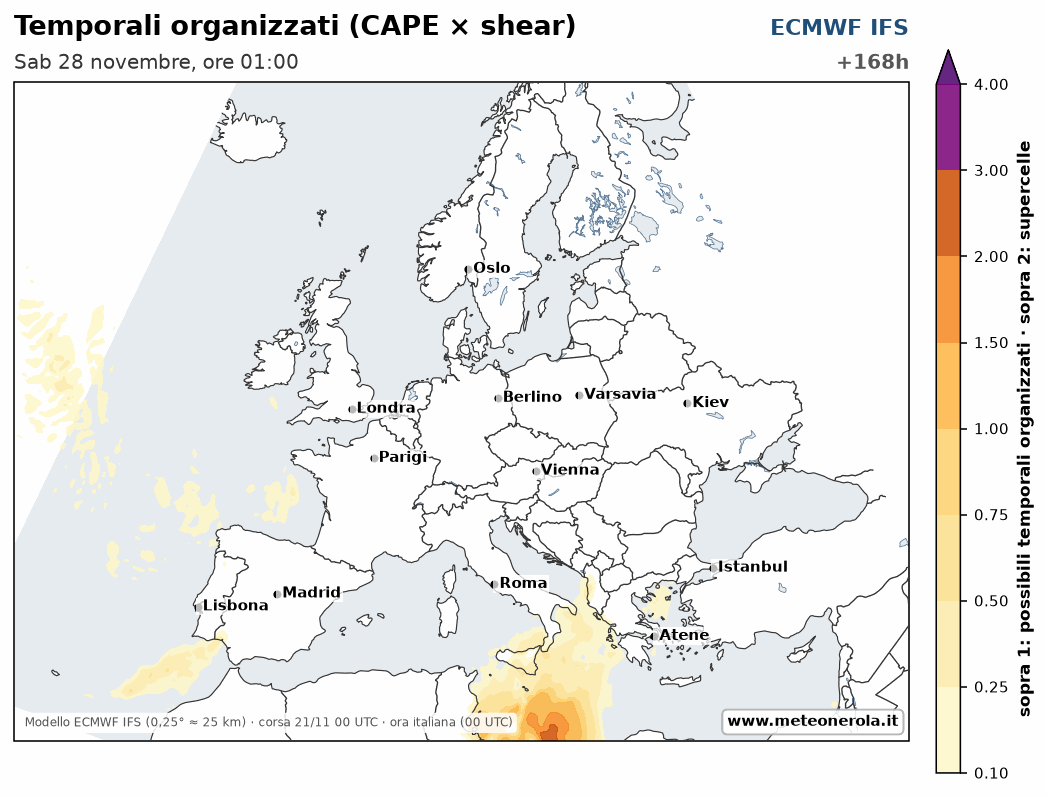 Temporali organizzati (CAPE × shear)
ECMWF IFS
Sab 28 novembre, ore 01:00
+168h
4.00
3.00
2.00
1.50
1.00
0.75
0.50
0.25
0.10
sopra 1: possibili temporali organizzati · sopra 2: supercelle
Oslo
Londra
Berlino
Varsavia
Kiev
Parigi
Vienna
Istanbul
Roma
Madrid
Lisbona
Atene
Modello ECMWF IFS (0,25° ≈ 25 km) · corsa 21/11 00 UTC · ora italiana (00 UTC)
www.meteonerola.it